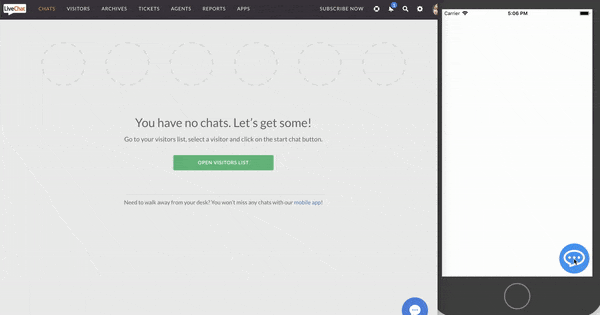 LiveChat CHATS VISITORS ARCHIVES TICKETS AGENTS REPORTS APPS SUBSCRIBE NOW 1
Carrier 5:06 PM
You have no chats. Let's get some!
Go to your visitors list, select a visitor and click on the start chat button.
OPEN VISITORS LIST
Need to walk away from your desk? You won't miss any chats with our mobile app!